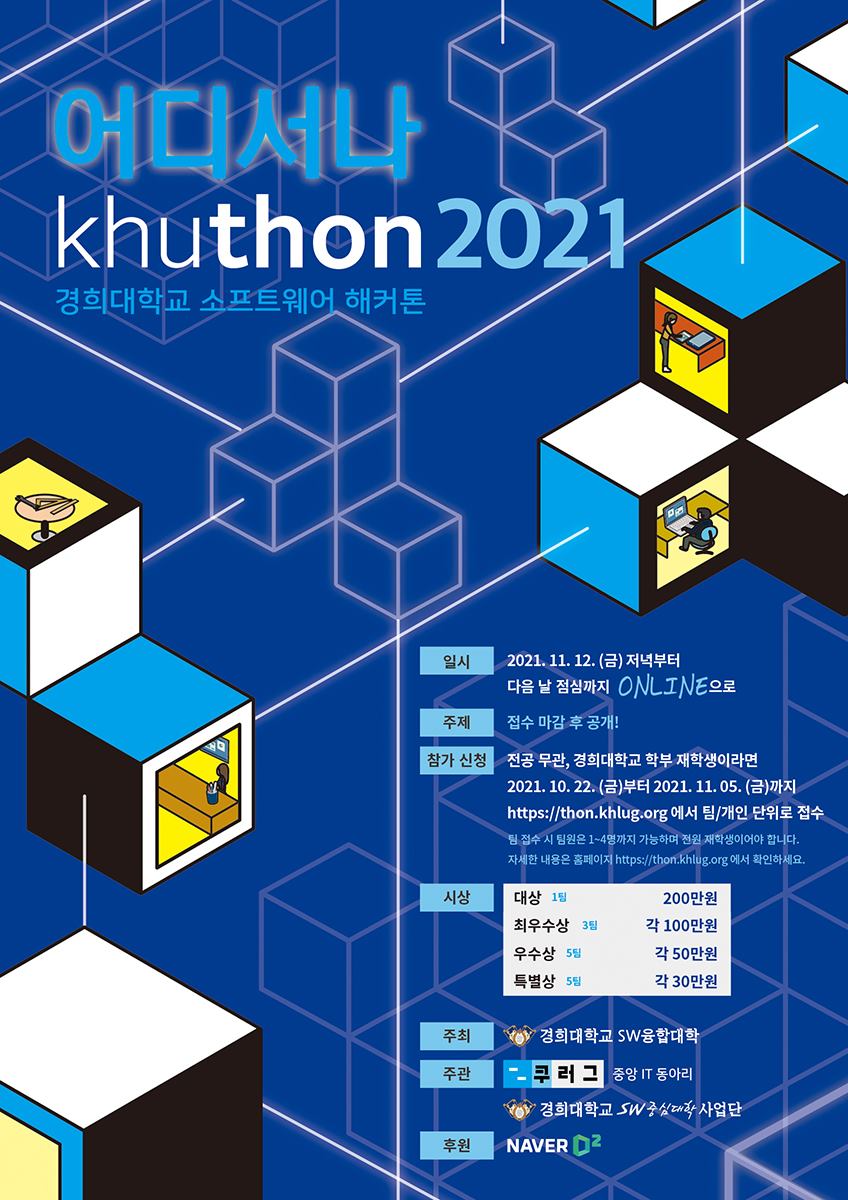 어디서나
khuthon 2021
경희대학교 소프트웨어 해커톤
일시
2021. 11. 12. (금) 저녁부터
다음 날 점심까지 ONLINE으로
주제
접수 마감 후 공개!
참가 신청
전공 무관, 경희대학교 학부 재학생이라면
2021. 10. 22. (금)부터 2021. 11. 05. (금)까지
https://thon.khlug.org 에서 팀/개인 단위로 접수
팀 접수 시 팀원은 1~4명까지 가능하며 전원 재학생이어야 합니다.
자세한 내용은 홈페이지 https://thon.khlug.org 에서 확인하세요.
시상
대상 1팀 200만원
최우수상 3팀 각 100만원
우수상 5팀 각 50만원
특별상 5팀 각 30만원
주최
경희대학교 SW융합대학
주관
쿠러그 중앙 IT 동아리
경희대학교 SW중심대학 사업단
후원
NAVER D2